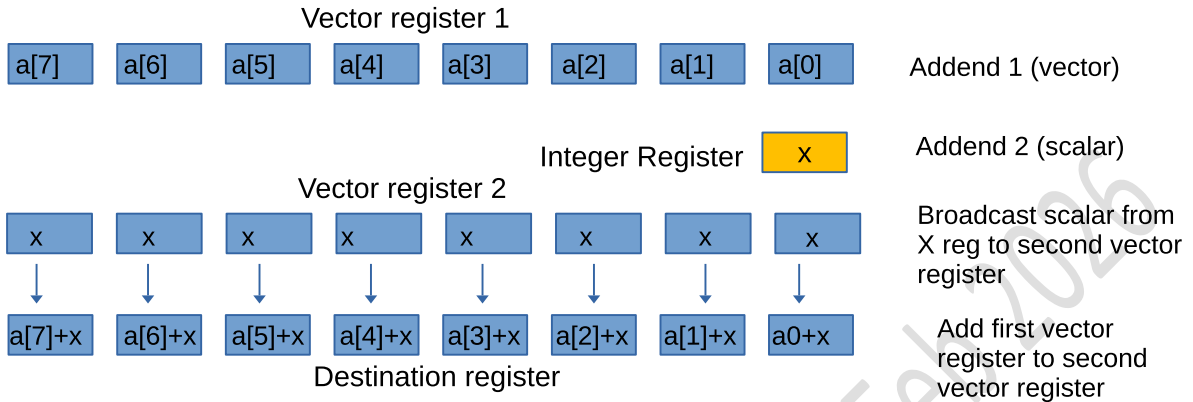 Vector register 1
a[7] a[6] a[5] a[4] a[3] a[2] a[1] a[0]
Addend 1 (vector)
Integer Register
x
Addend 2 (scalar)
Vector register 2
x x x x x x x x
Broadcast scalar from
X reg to second vector
register
a[7]+x a[6]+x a[5]+x a[4]+x a[3]+x a[2]+x a[1]+x a0+x
Destination register
Add first vector
register to second
vector register
Feb 2026